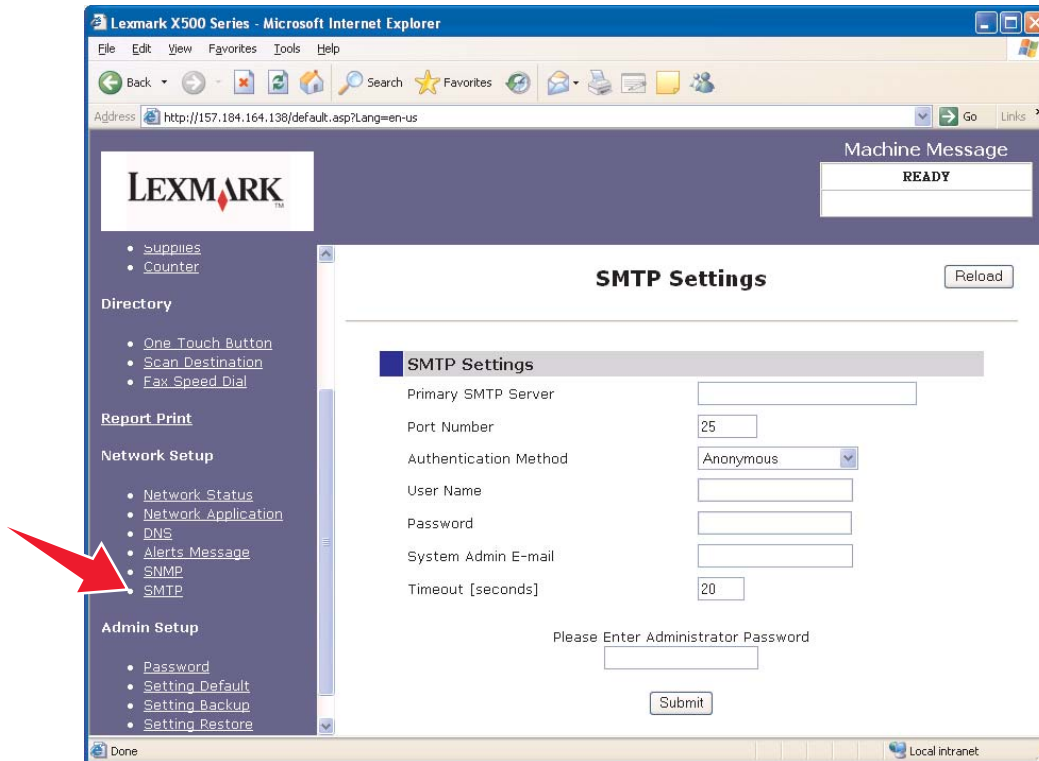 Lexmark X500 Series - Microsoft Internet Explorer
File Edit View Favorites Tools Help
Back Search Favorites
Address http://157.184.164.138/default.asp?Lang=en-us Go Links
LEXMARK TM
Machine Message
READY
Supplies
Counter
Directory
One Touch Button
Scan Destination
Fax Speed Dial
Report Print
Network Setup
Network Status
Network Application
DNS
Alerts Message
SNMP
SMTP
Admin Setup
Password
Setting Default
Setting Backup
Setting Restore
SMTP Settings Reload
SMTP Settings
Primary SMTP Server
Port Number 25
Authentication Method Anonymous
User Name
Password
System Admin E-mail
Timeout [seconds] 20
Please Enter Administrator Password
Submit
Done Local intranet